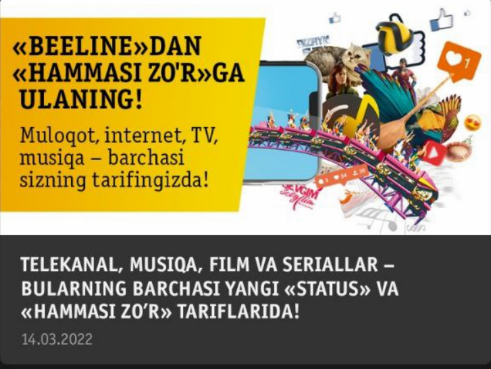 «BEELINE»DAN
«HAMMASI ZO'R»GA
ULANING!
Muloqot, internet, TV,
musiqa – barchasi
sizning tarifingizda!
1
TELEKANAL, MUSIQA, FILM VA SERIALLAR –
BULARNING BARCHASI YANGI «STATUS» VA
«HAMMASI ZO’R» TARIFLARIDA!
14.03.2022